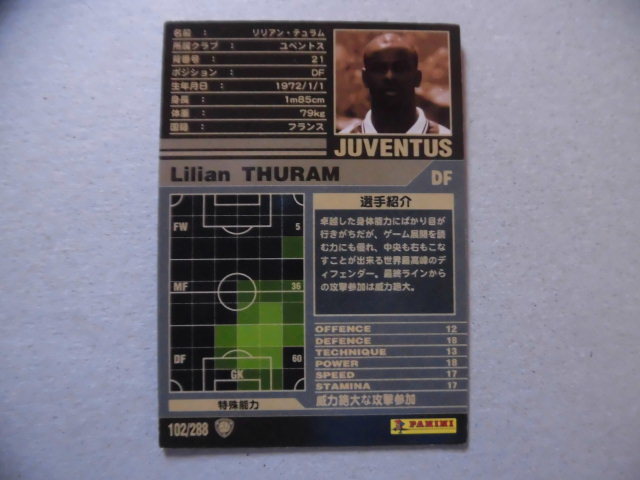 名前 : リリアン・テュラム
所属クラブ : ユベントス
背番号 : 21
ポジション : DF
生年月日 : 1972/1/1
身長 : 1m85cm
体重 : 79kg
国籍 : フランス
JUVENTUS
Lilian THURAM
DF
FW 5
MF 36
DF 60
GK
選手紹介
卓越した身体能力にばかり目が
行きがちだが、ゲーム展開を読
む力にも優れ、中央も右もこな
すことが出来る世界最高峰のディ
フェンダー。最終ラインから
の攻撃参加は威力絶大。
OFFENCE 12
DEFENCE 18
TECHNIQUE 13
POWER 18
SPEED 17
STAMINA 17
特殊能力
威力絶大な攻撃参加
102/288
PANINI